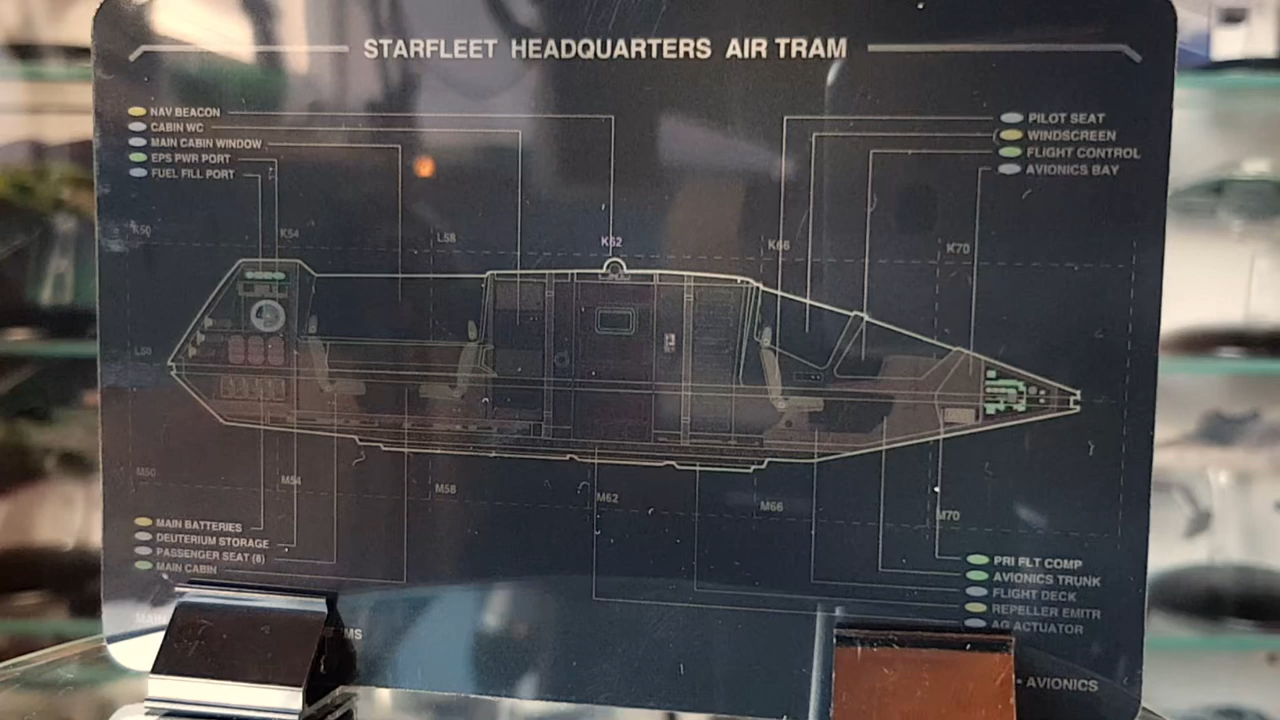 STARFLEET HEADQUARTERS AIR TRAM
NAV BEACON
CABIN WC
MAIN CABIN WINDOW
EPS PWR PORT
FUEL FILL PORT
PILOT SEAT
WINDSCREEN
FLIGHT CONTROL
AVIONICS BAY
K50
K54
L58
K62
K66
K70
L50
M50
M54
M58
M62
M66
M70
MAIN BATTERIES
DEUTERIUM STORAGE
PASSENGER SEAT (8)
MAIN CABIN
PRI FLT COMP
AVIONICS TRUNK
FLIGHT DECK
REPELLER EMITR
AG ACTUATOR
MS
• AVIONICS